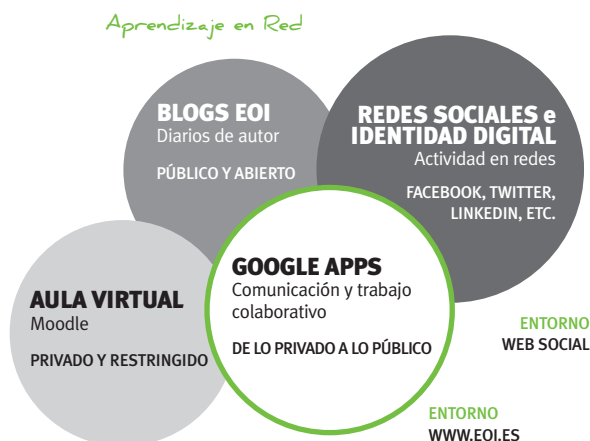 Aprendizaje en Red
BLOGS EOI
Diarios de autor
PÚBLICO Y ABIERTO
REDES SOCIALES e
IDENTIDAD DIGITAL
Actividad en redes
FACEBOOK, TWITTER,
LINKEDIN, ETC.
AULA VIRTUAL
Moodle
PRIVADO Y RESTRINGIDO
GOOGLE APPS
Comunicación y trabajo
colaborativo
DE LO PRIVADO A LO PÚBLICO
ENTORNO
WEB SOCIAL
ENTORNO
WWW.EOI.ES